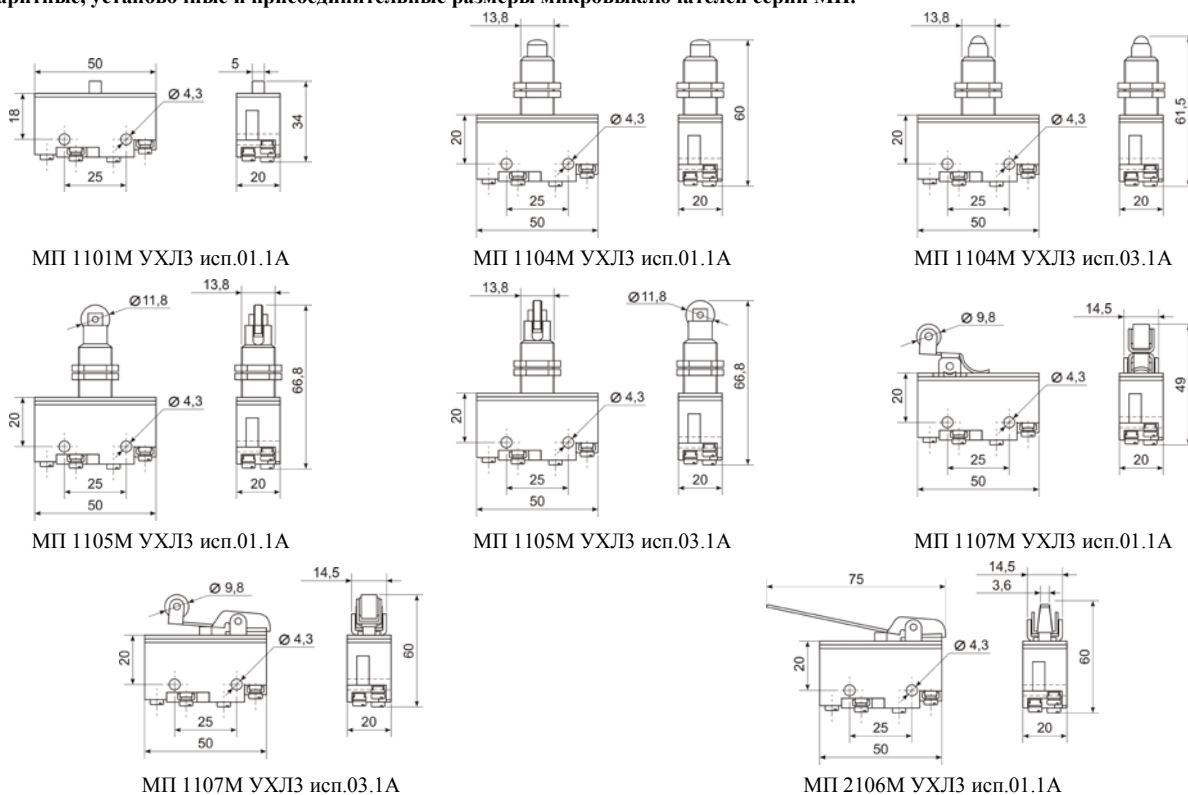 аритные, установочные и присоединительные размеры микровыключателей серии МП.
50
5
Ø 4,3
18
34
25
20
13,8
Ø 4,3
20
60
25
50
20
13,8
Ø 4,3
20
61,5
25
50
20
МП 1101М УХЛ3 исп.01.1А
МП 1104М УХЛ3 исп.01.1А
МП 1104М УХЛ3 исп.03.1А
Ø11,8
13,8
Ø 4,3
20
66,8
25
50
20
13,8
Ø11,8
Ø 4,3
20
66,8
25
50
20
Ø 9,8
14,5
Ø 4,3
20
49
25
50
20
МП 1105М УХЛ3 исп.01.1А
МП 1105М УХЛ3 исп.03.1А
МП 1107М УХЛ3 исп.01.1А
Ø 9,8
14,5
Ø 4,3
20
60
25
50
20
75
14,5
3,6
Ø 4,3
20
60
25
50
20
МП 1107М УХЛ3 исп.03.1А
МП 2106М УХЛ3 исп.01.1А